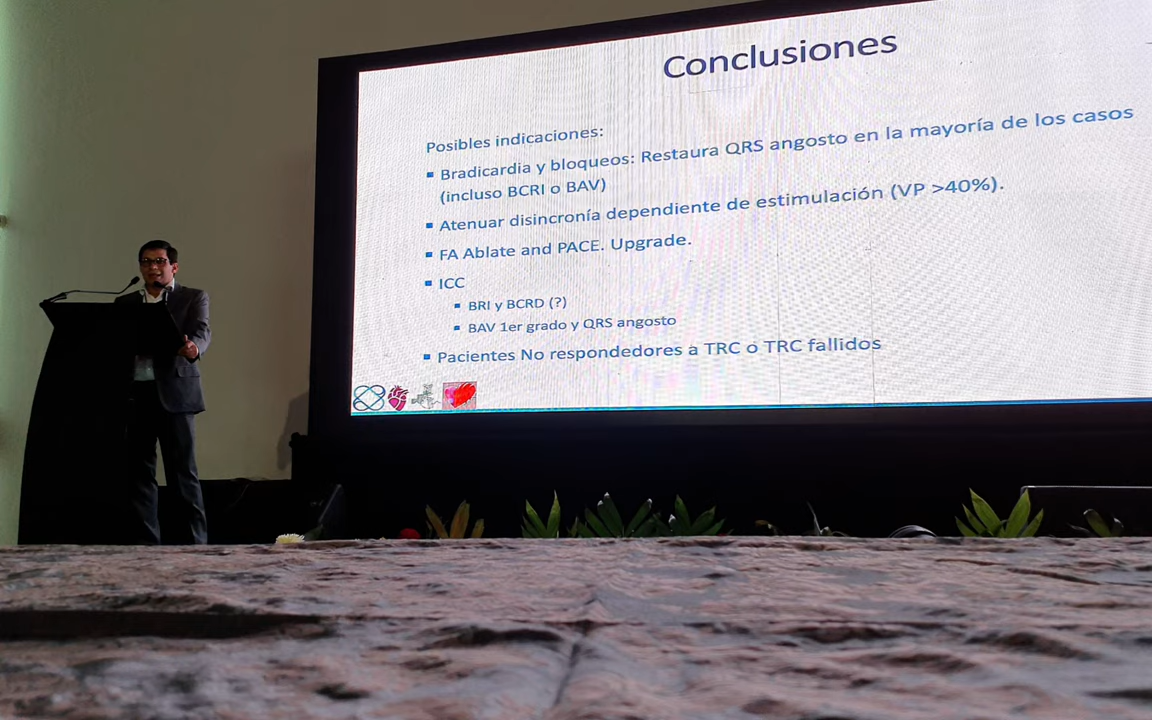 Conclusiones
Posibles indicaciones:
Bradicardia y bloqueos: Restaura QRS angosto en la mayoría de los casos
(incluso BCRI o BAV)
Atenuar disincronía dependiente de estimulación (VP >40%).
FA Ablate and PACE. Upgrade.
ICC
BRI y BCRD (?)
BAV 1er grado y QRS angosto
Pacientes No respondedores a TRC o TRC fallidos